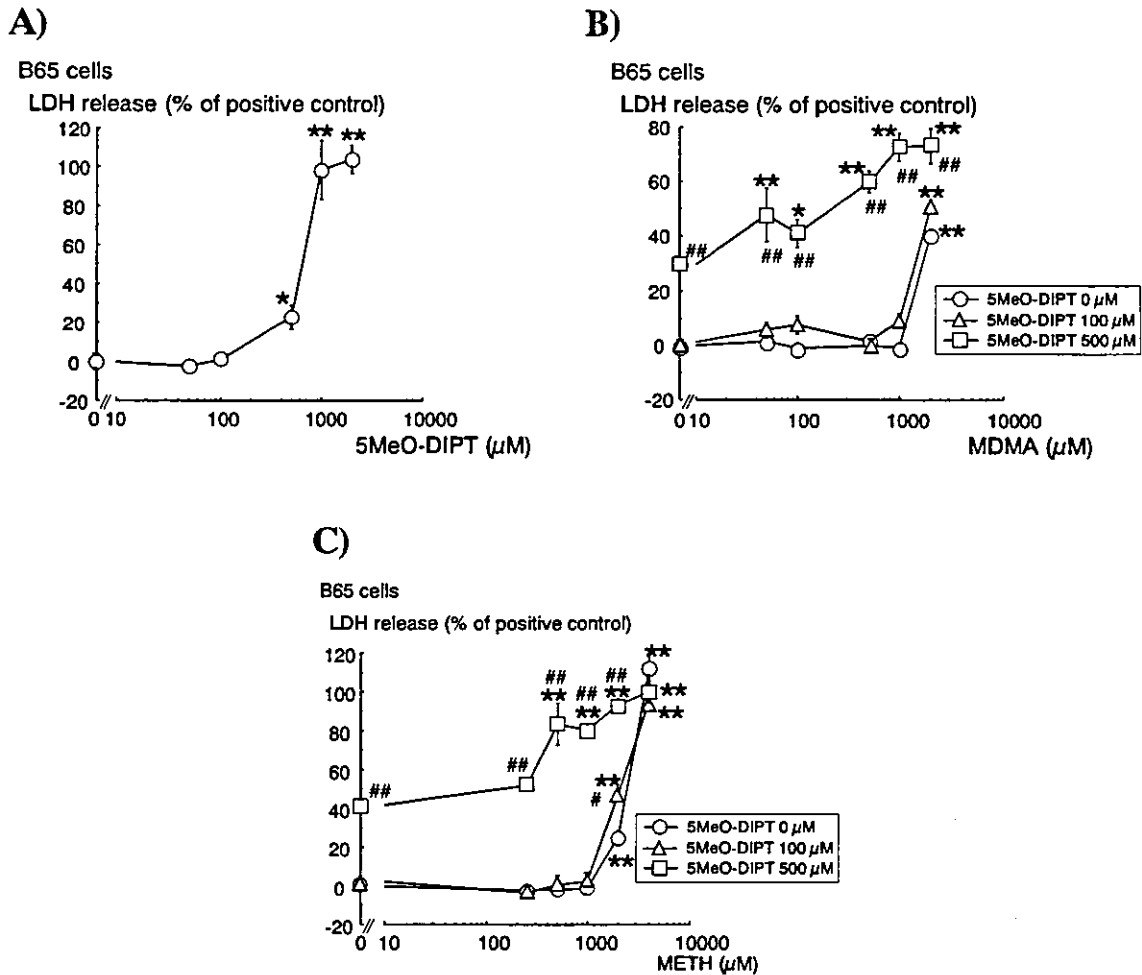 A)
B65 cells
LDH release (% of positive control)
120
100
80
60
40
20
0
-20
**
**
*
0 10 100 1000 10000
5MeO-DIPT (μM)
B)
B65 cells
LDH release (% of positive control)
80
60
40
20
0
-20
** **
** ## ##
** * ## **
## ## ## **
5MeO-DIPT 0 μM
5MeO-DIPT 100 μM
5MeO-DIPT 500 μM
0 10 100 1000 10000
MDMA (μM)
C)
B65 cells
LDH release (% of positive control)
120
100
80
60
40
20
0
-20
**
## ## ##
** ** ** **
**
## ##
**
#
**
5MeO-DIPT 0 μM
5MeO-DIPT 100 μM
5MeO-DIPT 500 μM
0 10 100 1000 10000
METH (μM)